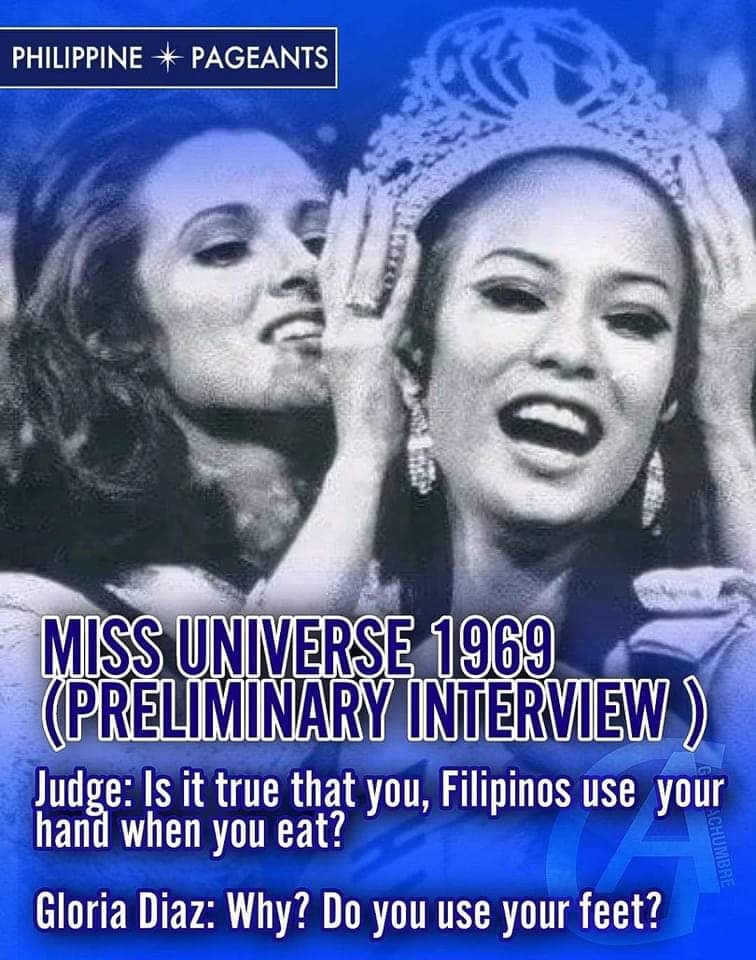 PHILIPPINE ✴ PAGEANTS
MISS UNIVERSE 1969
(PRELIMINARY INTERVIEW )
Judge: Is it true that you, Filipinos use your
hand when you eat?
Gloria Diaz: Why? Do you use your feet?